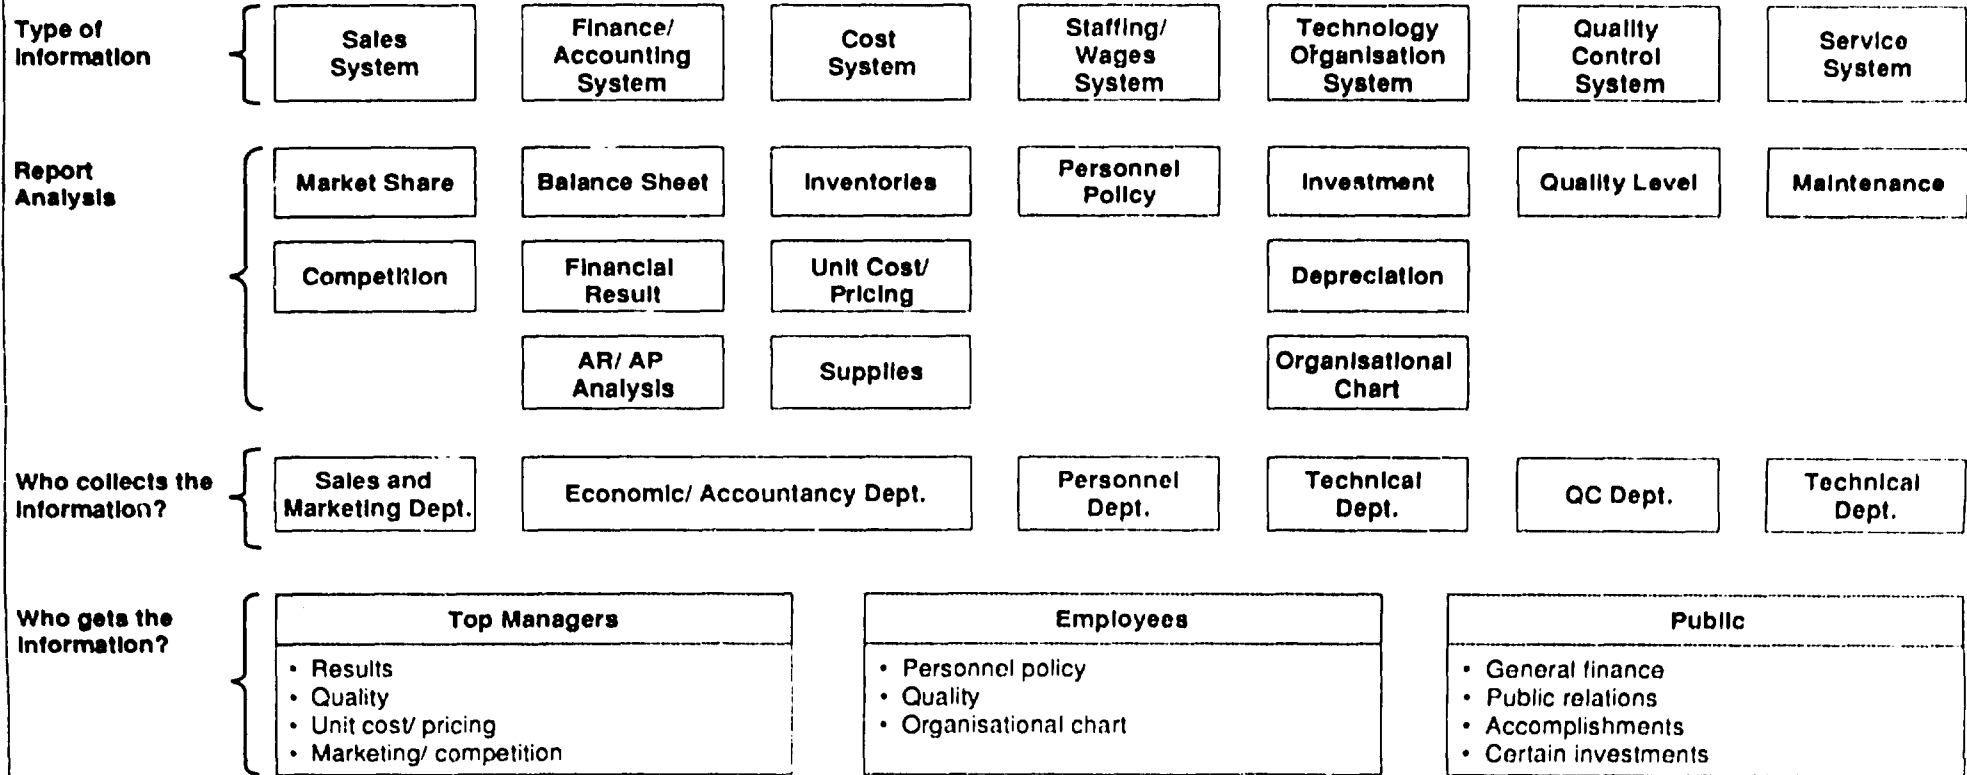 Type of
Information
Sales
System
Finance/
Accounting
System
Cost
System
Staffing/
Wages
System
Technology
Organisation
System
Quality
Control
System
Service
System
Report
Analysis
Market Share
Balance Sheet
Inventories
Personnel
Policy
Investment
Quality Level
Maintenance
Competition
Financial
Result
Unit Cost/
Pricing
Depreciation
AR/ AP
Analysis
Supplies
Organisational
Chart
Who collects the
Information?
Sales and
Marketing Dept.
Economic/ Accountancy Dept.
Personnel
Dept.
Technical
Dept.
QC Dept.
Technical
Dept.
Who gets the
Information?
Top Managers
• Results
• Quality
• Unit cost/ pricing
• Marketing/ competition
Employees
• Personnel policy
• Quality
• Organisational chart
Public
• General finance
• Public relations
• Accomplishments
• Certain investments